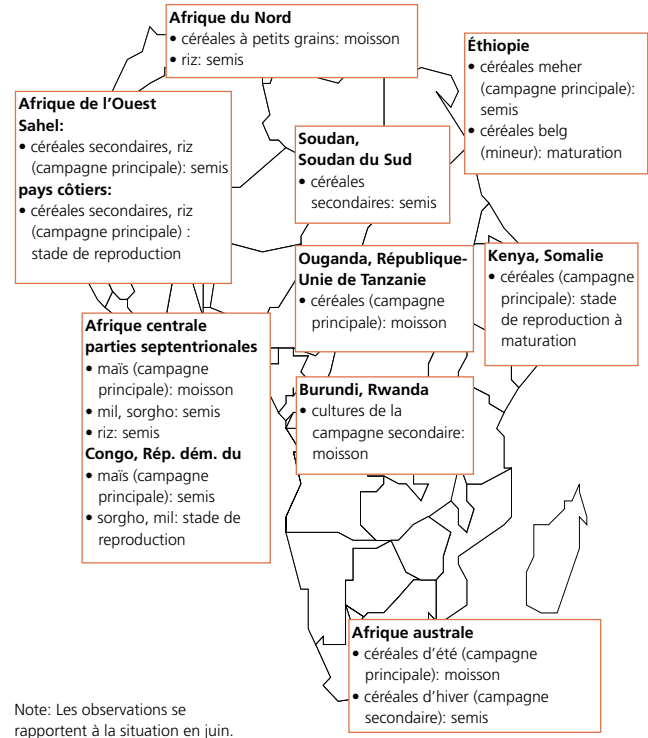 Afrique du Nord
• céréales à petits grains: moisson
• riz: semis
Éthiopie
• céréales meher
(campagne principale):
semis
• céréales belg
(mineur): maturation
Afrique de l'Ouest
Sahel:
• céréales secondaires, riz
(campagne principale): semis
pays côtiers:
• céréales secondaires, riz
(campagne principale) :
stade de reproduction
Soudan,
Soudan du Sud
• céréales
secondaires: semis
Ouganda, République-
Unie de Tanzanie
• céréales (campagne
principale): moisson
Kenya, Somalie
• céréales (campagne
principale): stade
de reproduction à
maturation
Afrique centrale
parties septentrionales
• maïs (campagne
principale): moisson
• mil, sorgho: semis
• riz: semis
Congo, Rép. dém. du
• maïs (campagne
principale): semis
• sorgho, mil: stade de
reproduction
Burundi, Rwanda
• cultures de la
campagne secondaire:
moisson
Afrique australe
• céréales d'été (campagne
principale): moisson
• céréales d'hiver (campagne
secondaire): semis
Note: Les observations se
rapportent à la situation en juin.